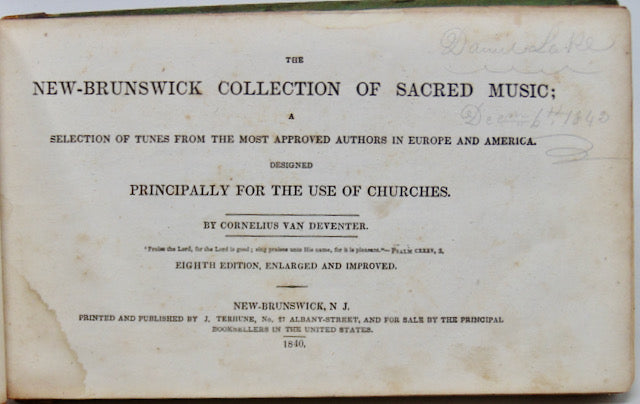 THE
NEW-BRUNSWICK COLLECTION OF SACRED MUSIC;
A
SELECTION OF TUNES FROM THE MOST APPROVED AUTHORS IN EUROPE AND AMERICA.
DESIGNED
PRINCIPALLY FOR THE USE OF CHURCHES.
BY CORNELIUS VAN DEVENTER.
"Praise the Lord, for the Lord is good; sing praises unto His name, for it is pleasant."—PSALM CXXXV, 3.
EIGHTH EDITION, ENLARGED AND IMPROVED.
NEW-BRUNSWICK, N J.
PRINTED AND PUBLISHED BY J. TERHUNE, No. 27 ALBANY-STREET, AND FOR SALE BY THE PRINCIPAL
BOOKSELLERS IN THE UNITED STATES.
1840.
Lake
6th